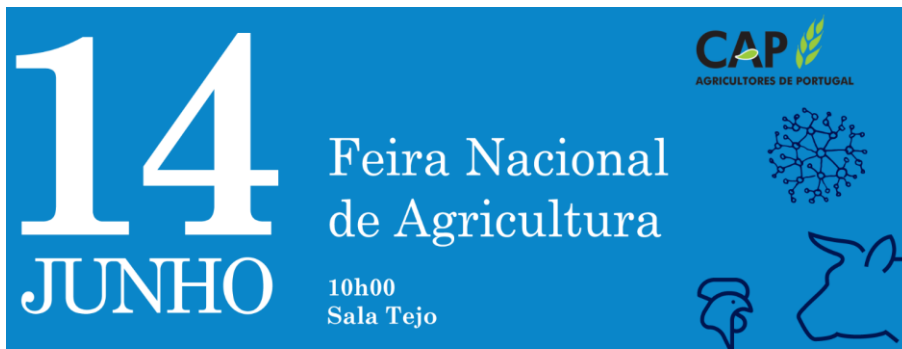 14
JUNHO
Feira Nacional
de Agricultura
10h00
Sala Tejo
CAP
AGRICULTORES DE PORTUGAL